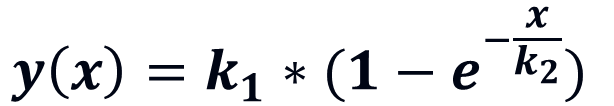 y(x) = k₁ * (1 − e^(−x/k₂))